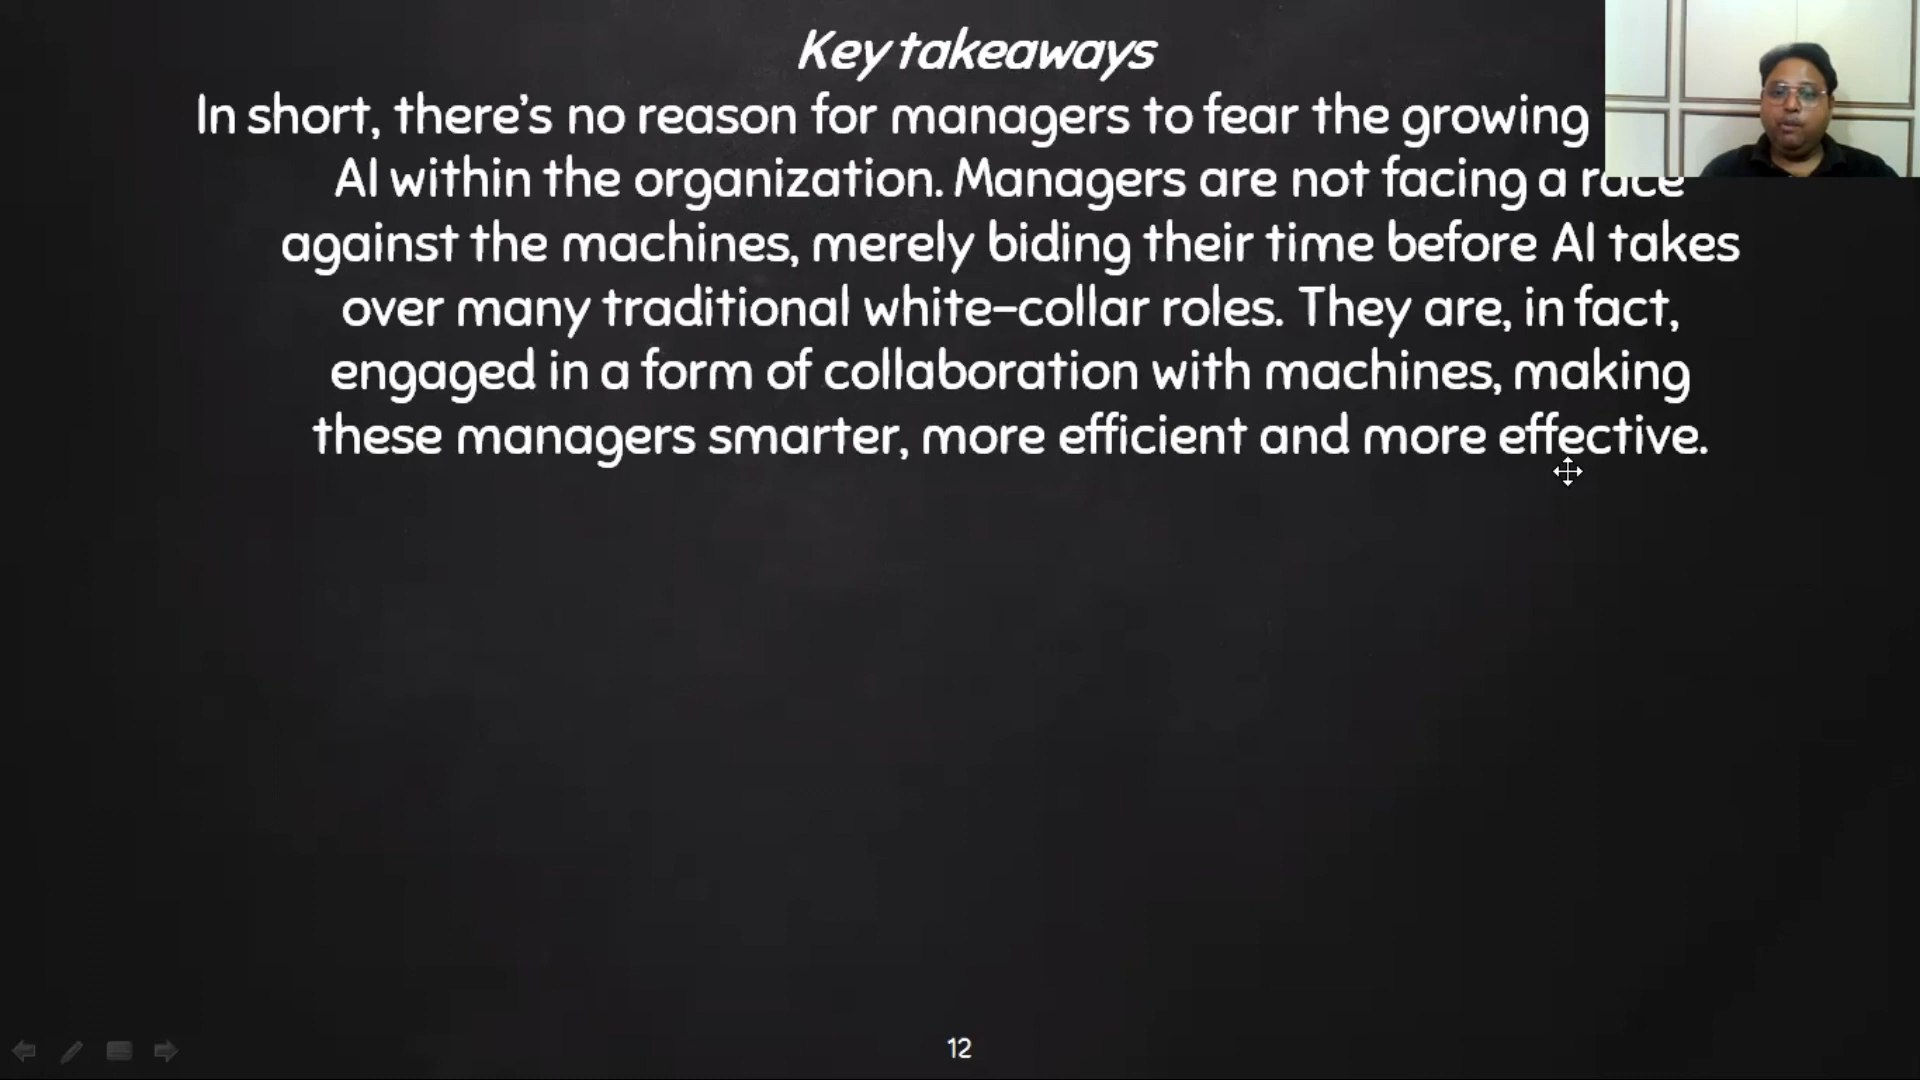 Key takeaways
In short, there's no reason for managers to fear the growing
AI within the organization. Managers are not facing a race
against the machines, merely biding their time before AI takes
over many traditional white-collar roles. They are, in fact,
engaged in a form of collaboration with machines, making
these managers smarter, more efficient and more effective.
12